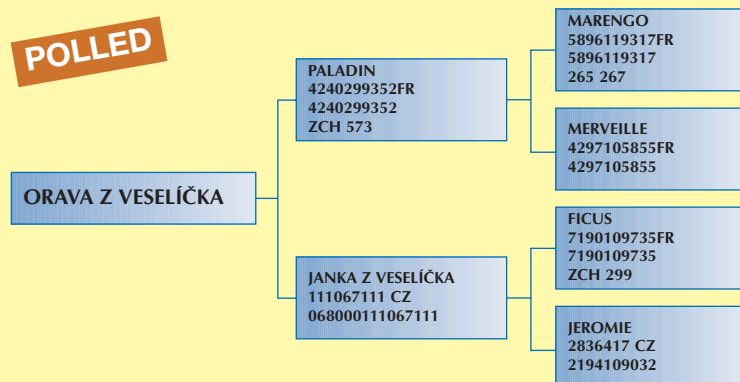 POLLED
ORAVA Z VESELÍČKA
PALADIN
4240299352FR
4240299352
ZCH 573
JANKA Z VESELÍČKA
111067111 CZ
068000111067111
MARENGO
5896119317FR
5896119317
265 267
MERVEILLE
4297105855FR
4297105855
FICUS
7190109735FR
7190109735
ZCH 299
JEROMIE
2836417 CZ
2194109032